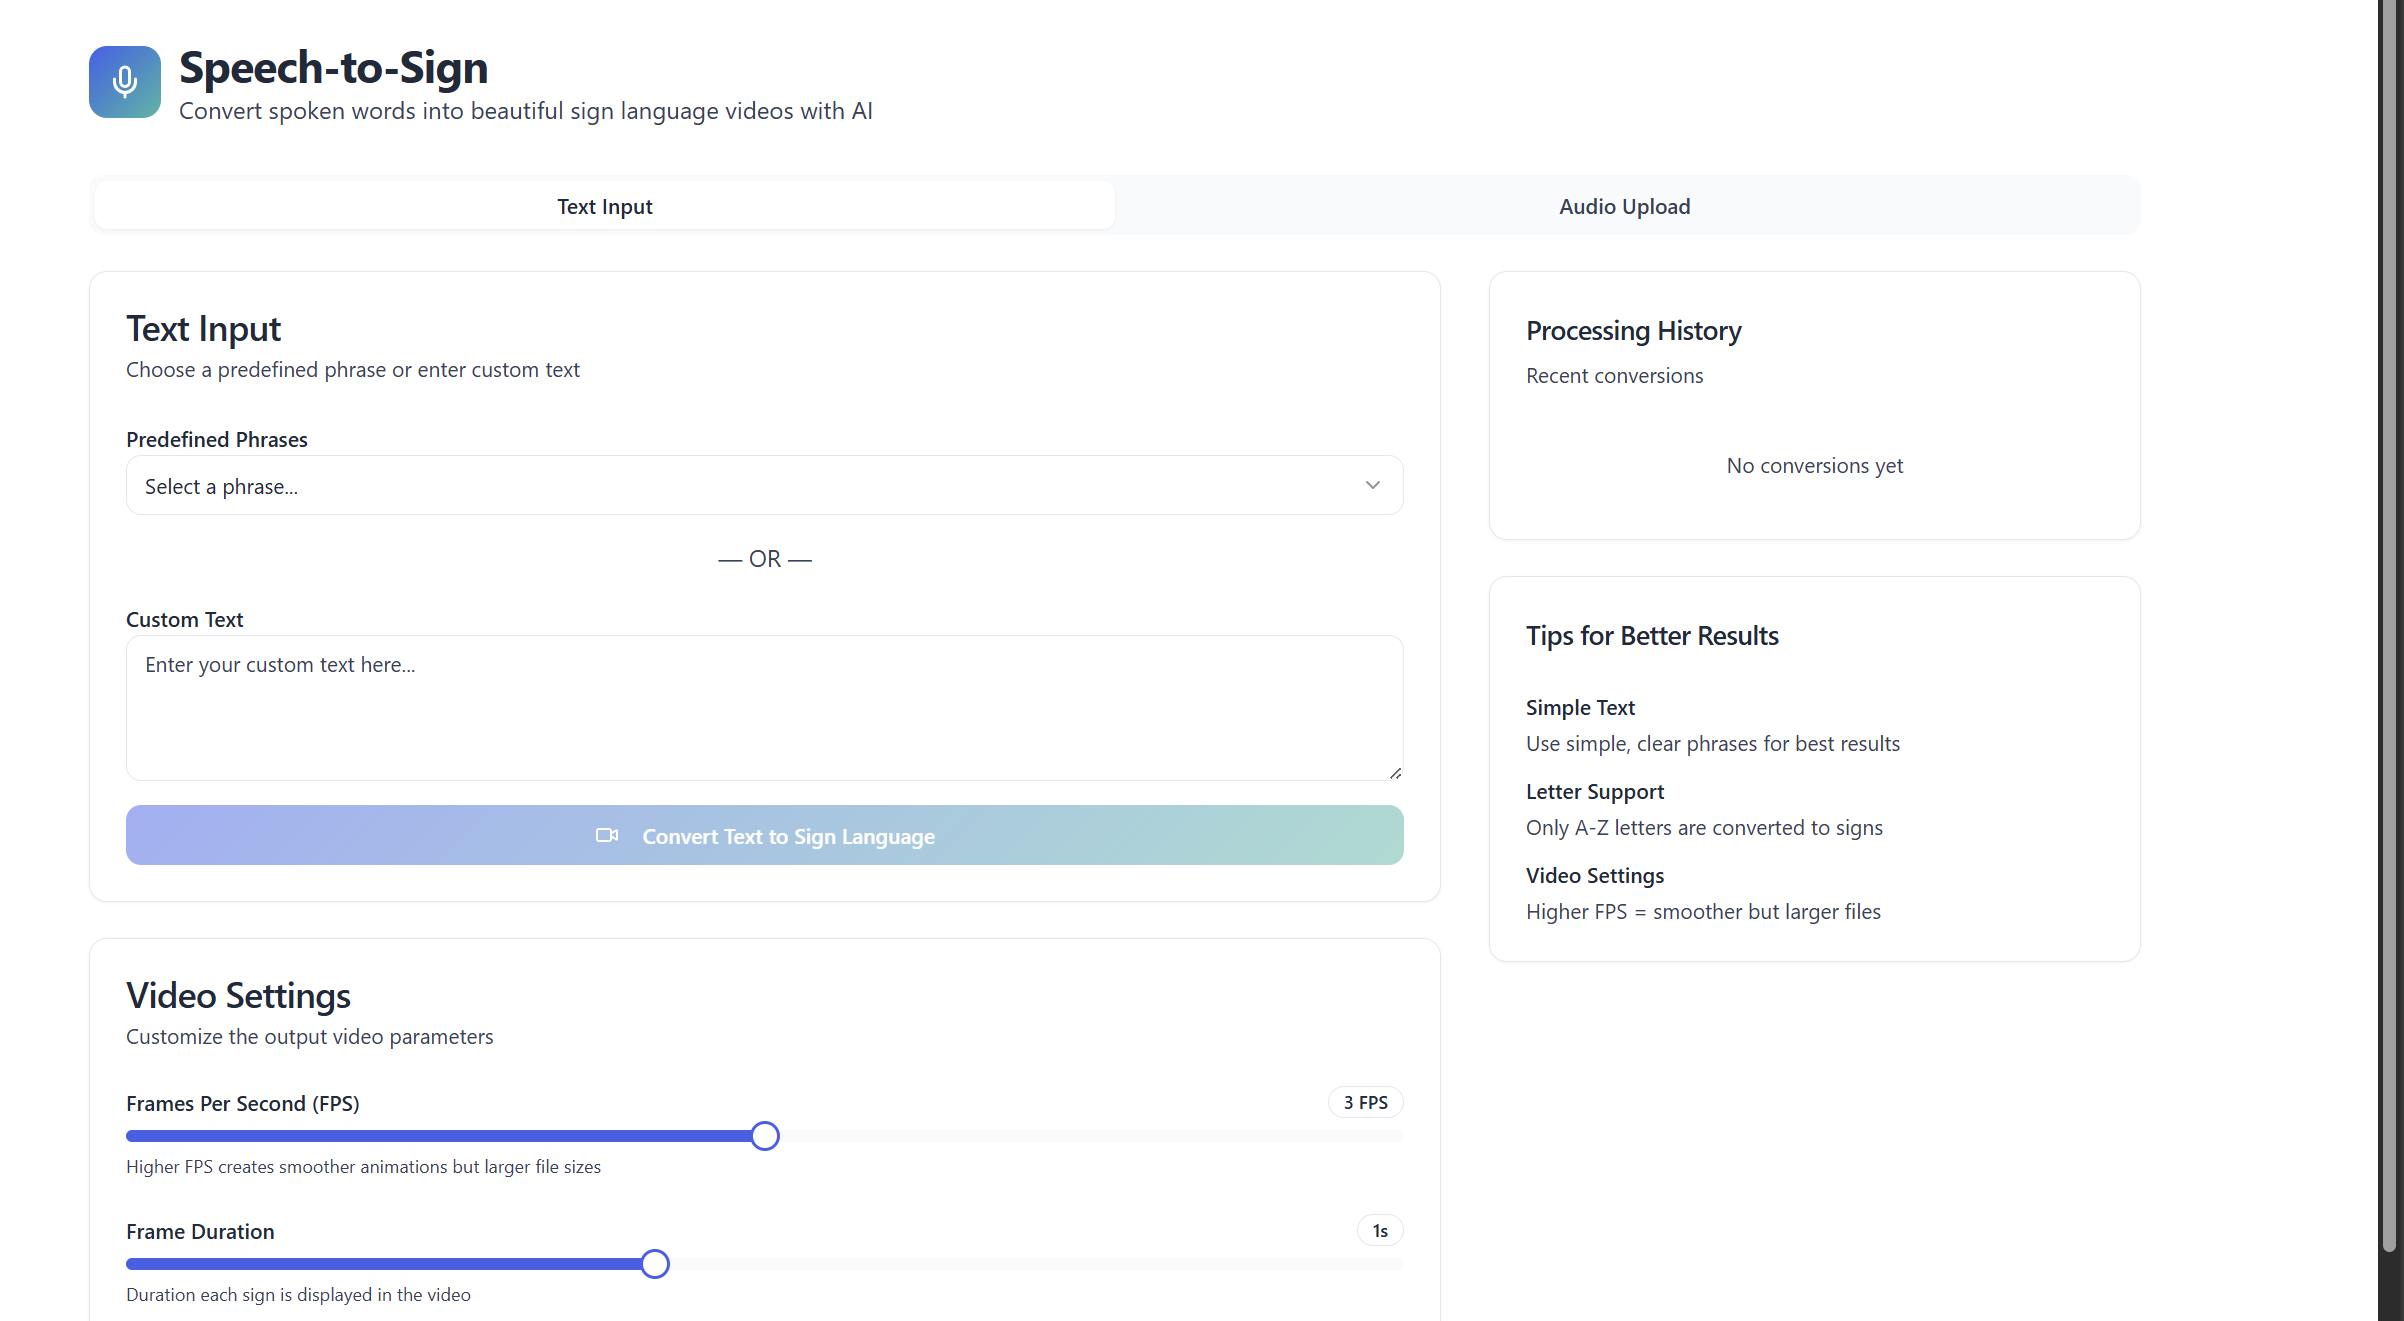 Speech-to-Sign
Convert spoken words into beautiful sign language videos with AI
Text Input
Audio Upload
Text Input
Choose a predefined phrase or enter custom text
Predefined Phrases
Select a phrase...
— OR —
Custom Text
Enter your custom text here...
Convert Text to Sign Language
Video Settings
Customize the output video parameters
Frames Per Second (FPS)
3 FPS
Higher FPS creates smoother animations but larger file sizes
Frame Duration
1s
Duration each sign is displayed in the video
Processing History
Recent conversions
No conversions yet
Tips for Better Results
Simple Text
Use simple, clear phrases for best results
Letter Support
Only A-Z letters are converted to signs
Video Settings
Higher FPS = smoother but larger files